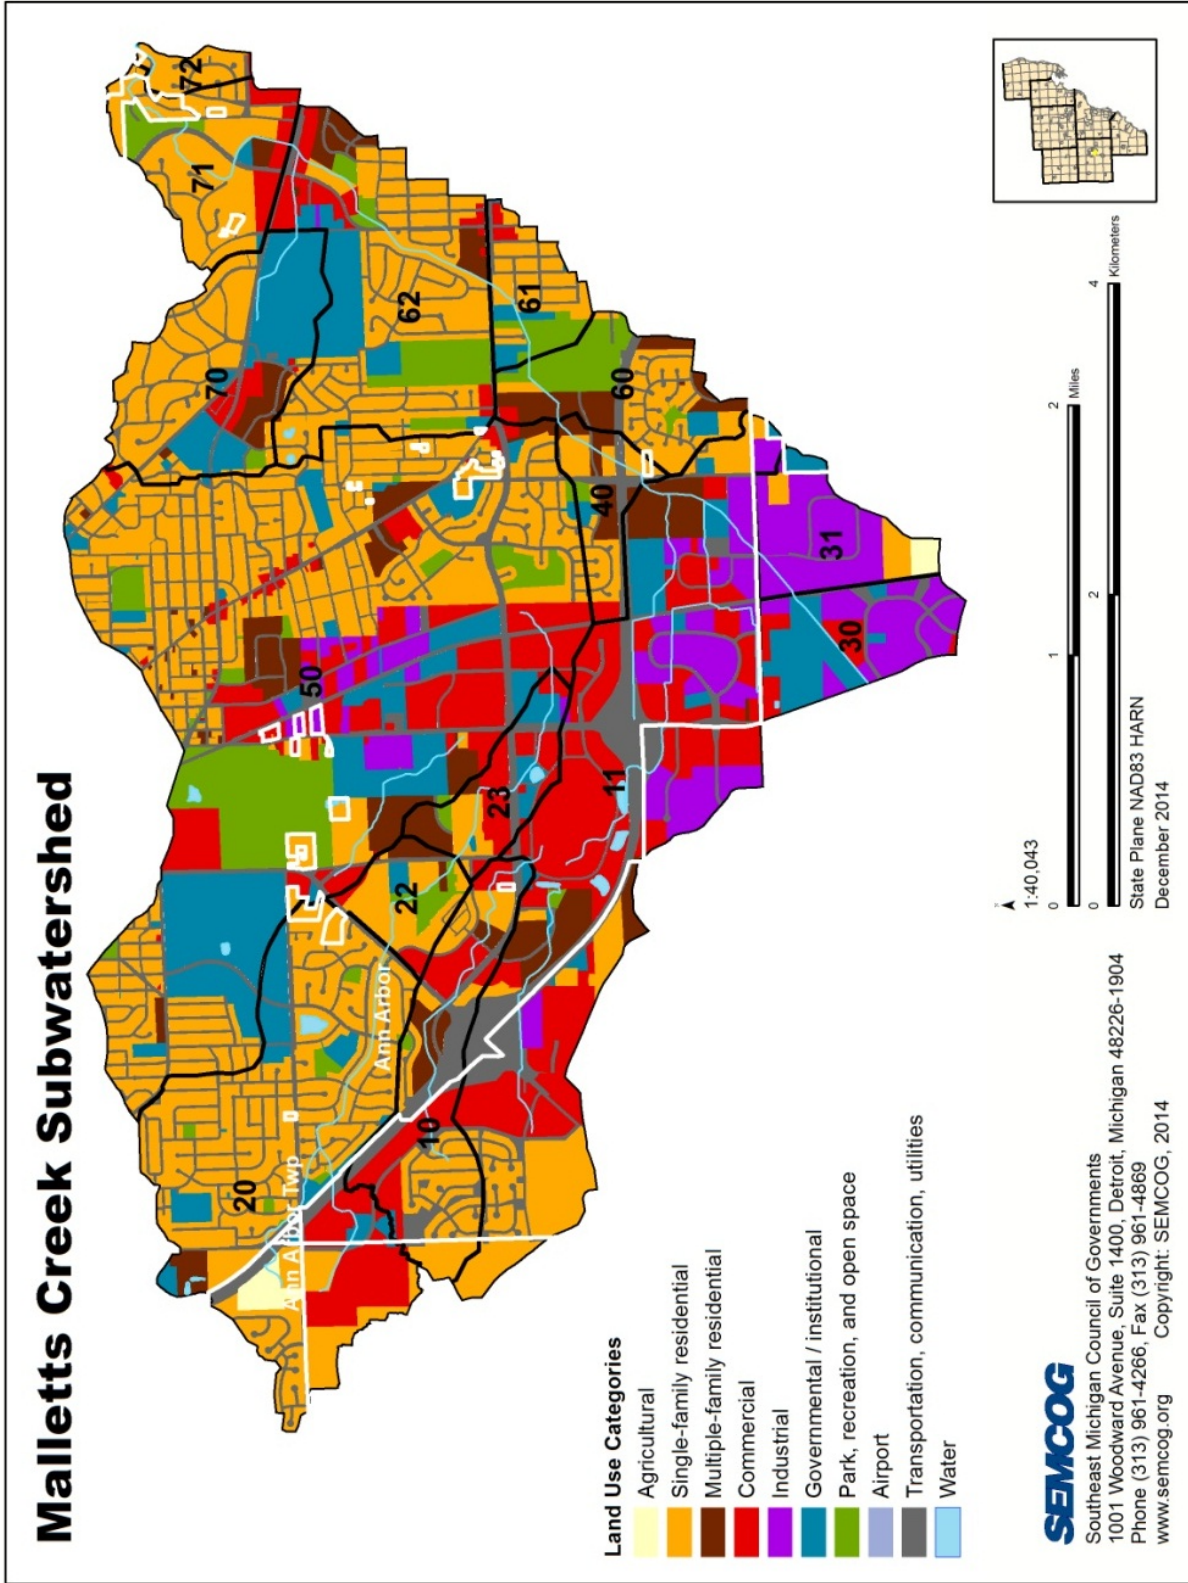 Malletts Creek Subwatershed
72
71
70
62
61
60
50
40
31
30
23
22
11
20
10
Ann Arbor
Ann Arbor Twp
Land Use Categories
Agricultural
Single-family residential
Multiple-family residential
Commercial
Industrial
Governmental / institutional
Park, recreation, and open space
Airport
Transportation, communication, utilities
Water
1:40,043
0 1 2 Miles
0 2 4 Kilometers
State Plane NAD83 HARN
December 2014
SEMCOG
Southeast Michigan Council of Governments
1001 Woodward Avenue, Suite 1400, Detroit, Michigan 48226-1904
Phone (313) 961-4266, Fax (313) 961-4869
www.semcog.org Copyright: SEMCOG, 2014